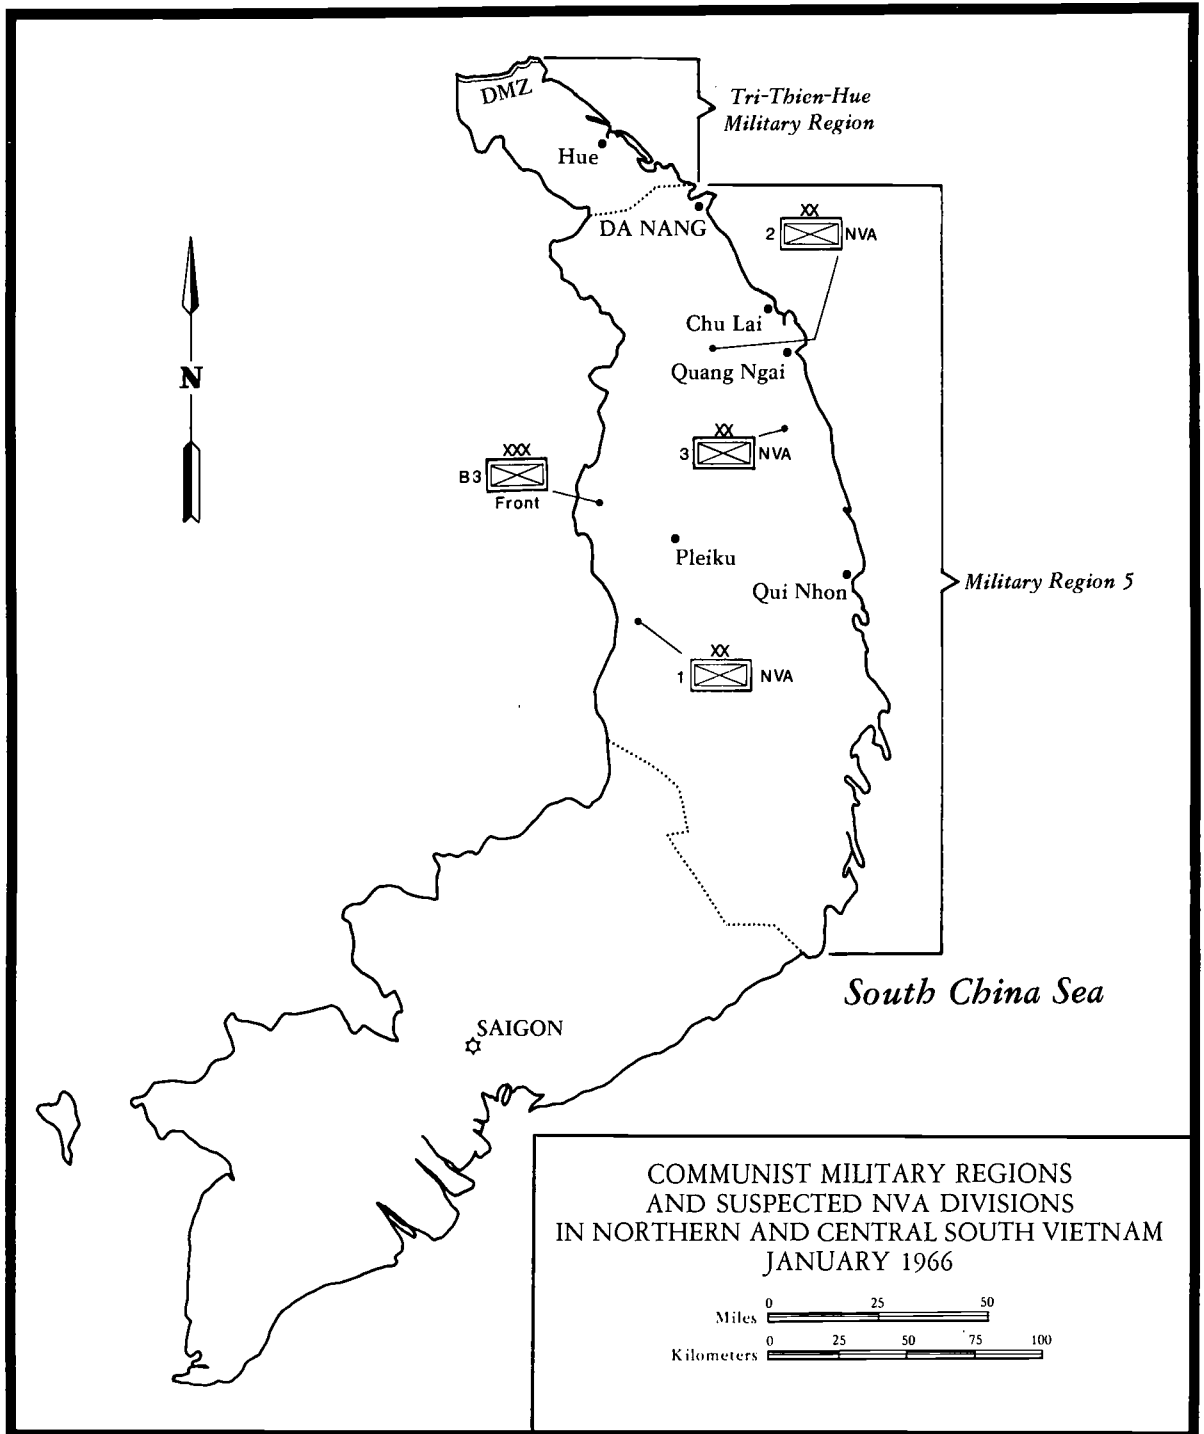 DMZ
Tri-Thien-Hue
Military Region
Hue
DA NANG
XX
2 NVA
Chu Lai
Quang Ngai
N
XX
3 NVA
XXX
B3
Front
Pleiku
Military Region 5
Qui Nhon
XX
1 NVA
South China Sea
SAIGON
COMMUNIST MILITARY REGIONS
AND SUSPECTED NVA DIVISIONS
IN NORTHERN AND CENTRAL SOUTH VIETNAM
JANUARY 1966
0 25 50
Miles
0 25 50 75 100
Kilometers